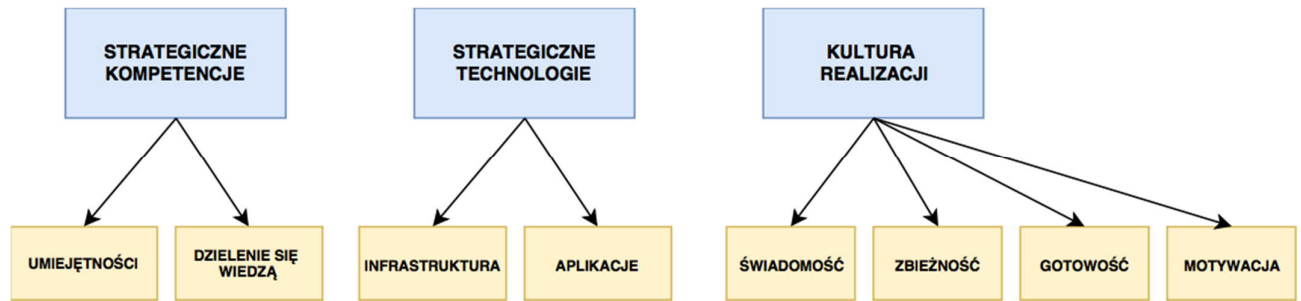 STRATEGICZNE
KOMPETENCJE
STRATEGICZNE
TECHNOLOGIE
KULTURA
REALIZACJI
UMIEJĘTNOŚCI
DZIELENIE SIĘ
WIEDZĄ
INFRASTRUKTURA
APLIKACJE
ŚWIADOMOŚĆ
ZBIEŻNOŚĆ
GOTOWOŚĆ
MOTYWACJA